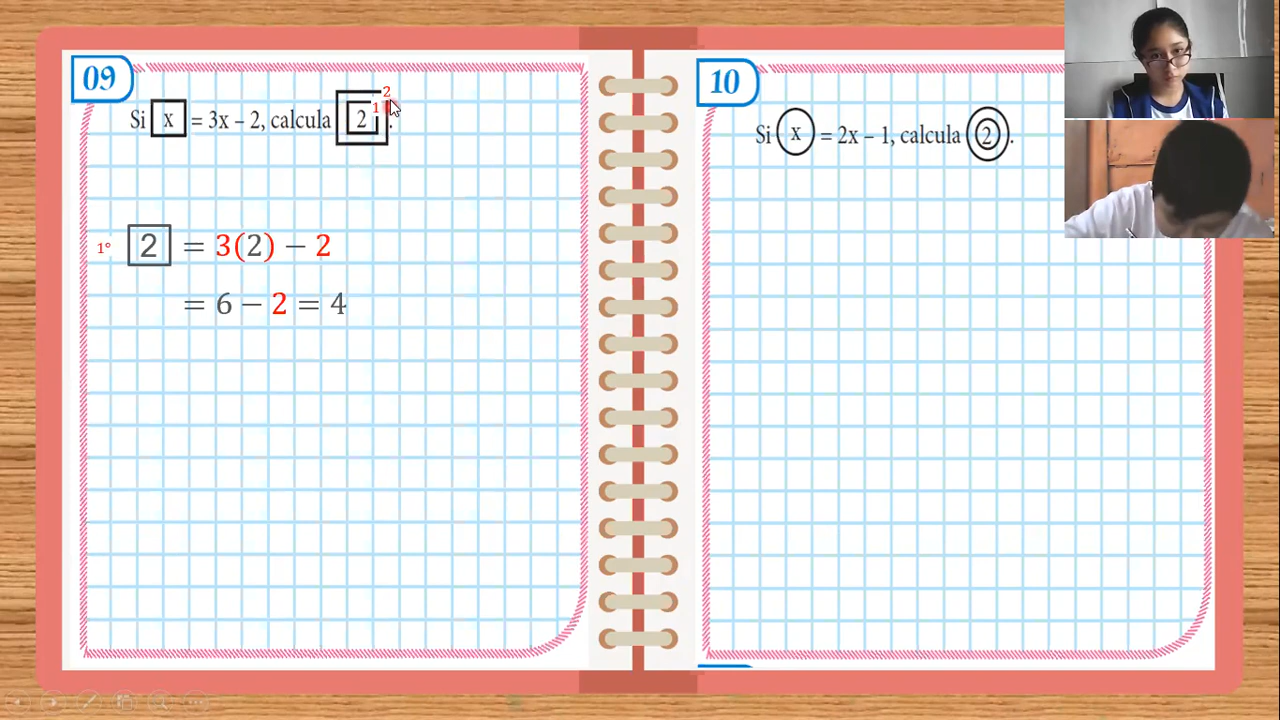 09
Si x = 3x – 2, calcula 2 1 2 .
1° 2 = 3(2) − 2
= 6 − 2 = 4
10
Si x = 2x – 1, calcula 2 .